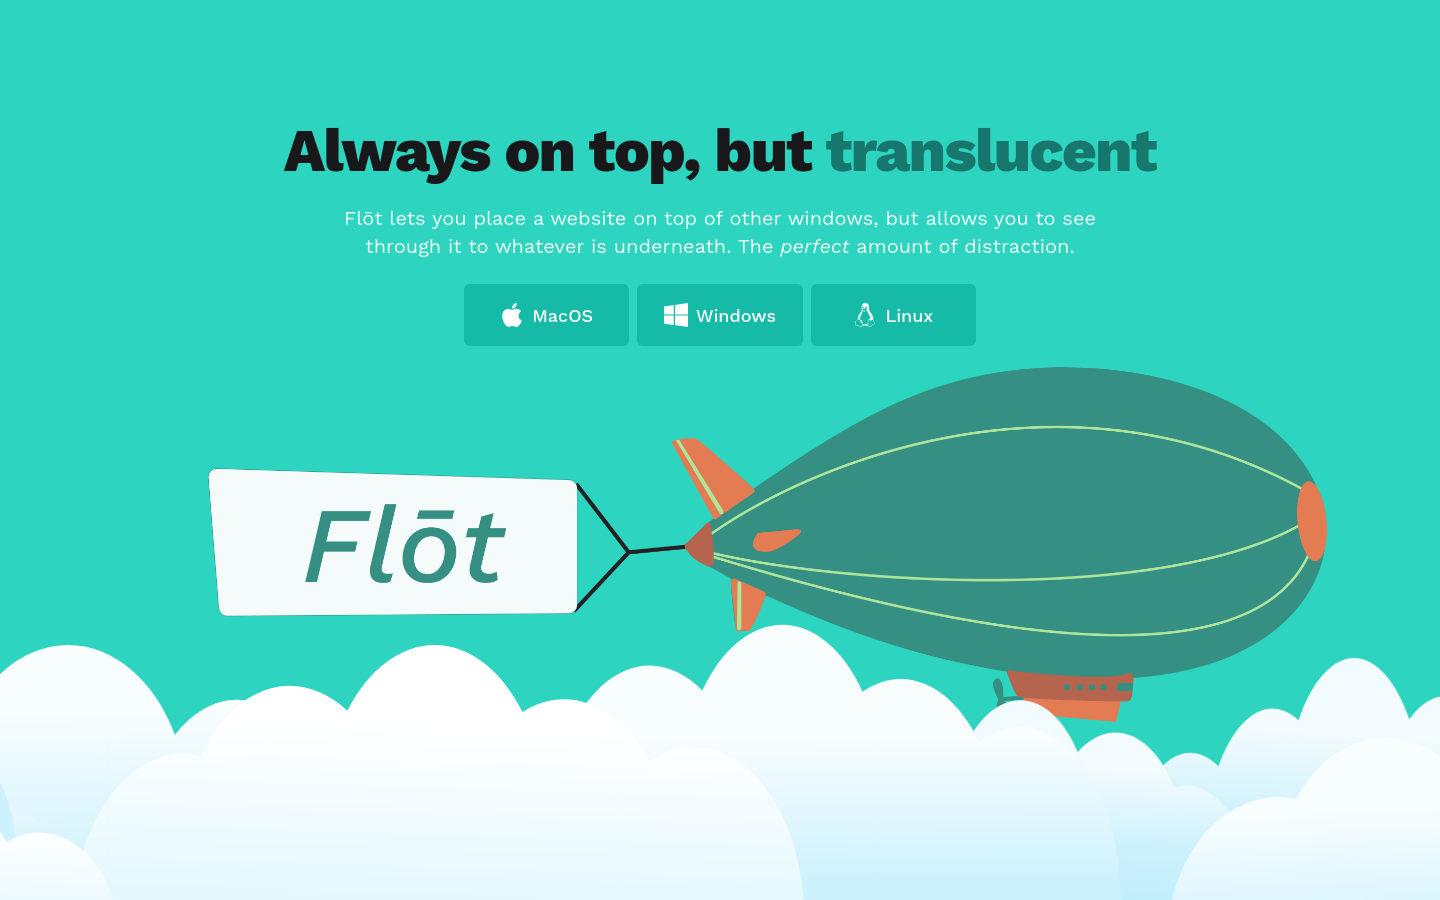 Always on top, but translucent
Flōt lets you place a website on top of other windows, but allows you to see
through it to whatever is underneath. The perfect amount of distraction.
MacOS
Windows
Linux
Flōt